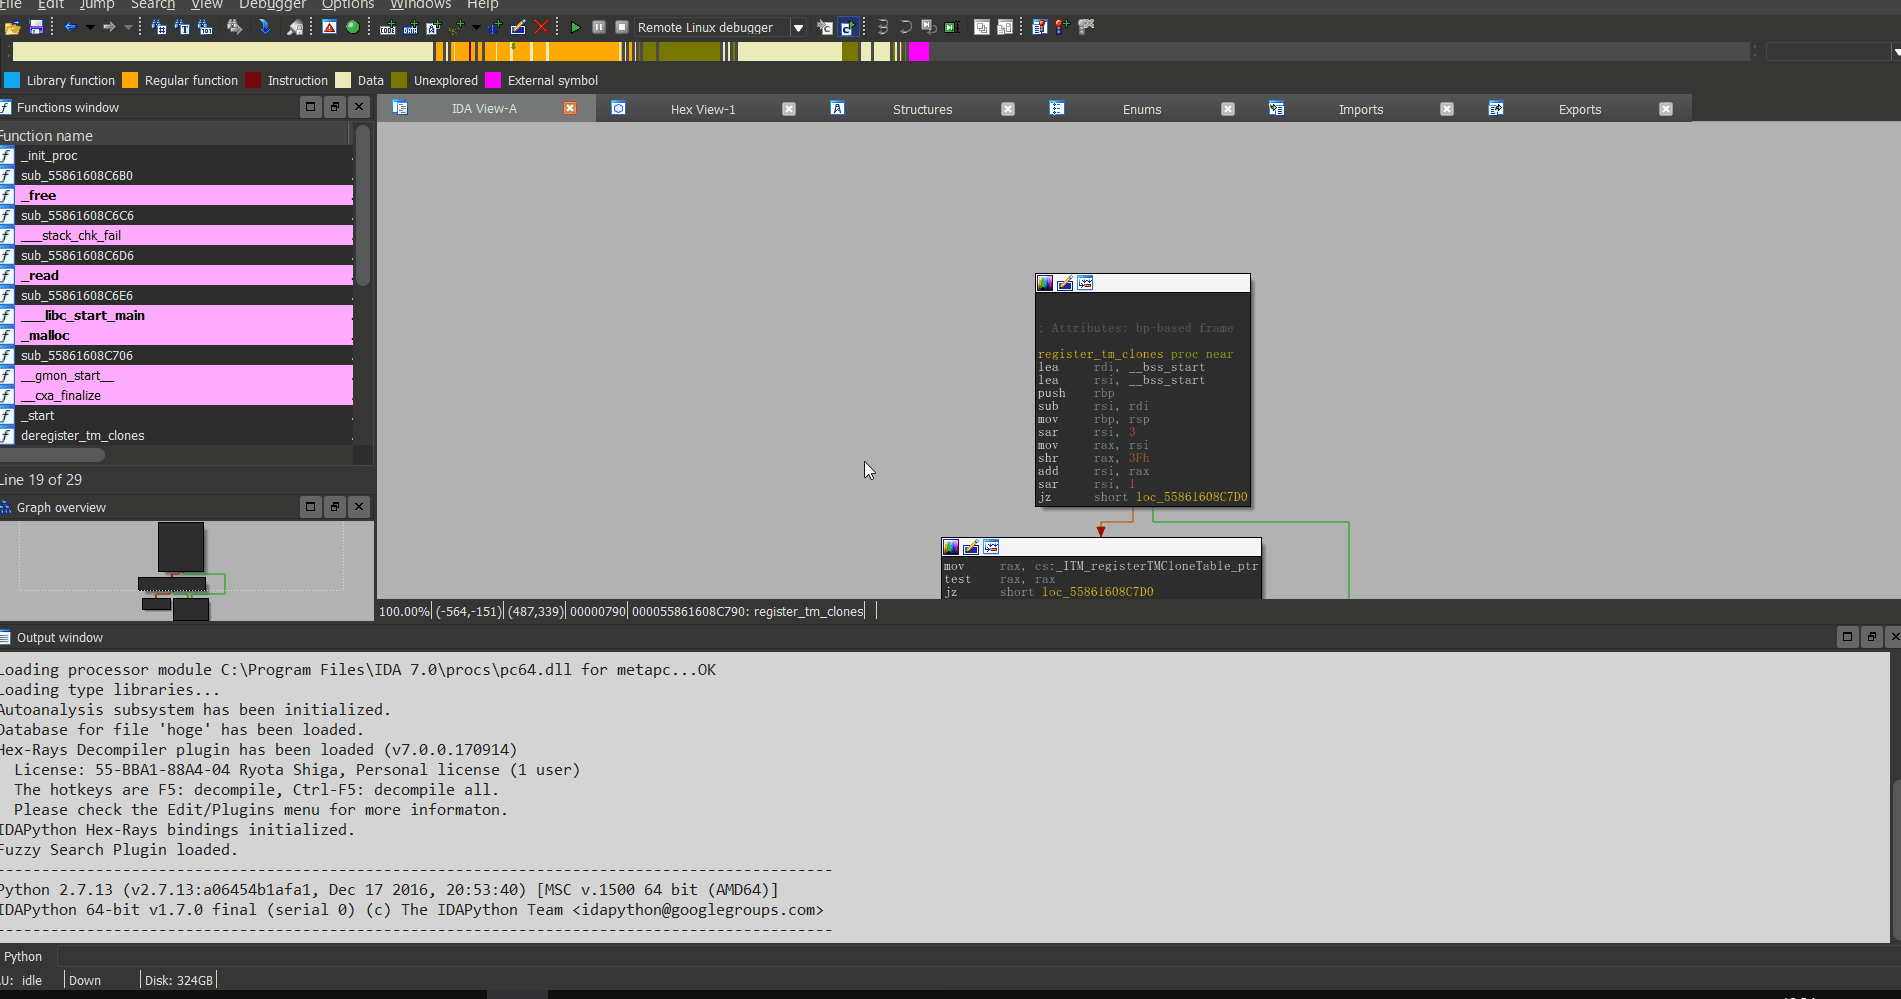 File Edit Jump Search View Debugger Options Windows Help
Remote Linux debugger
Library function Regular function Instruction Data Unexplored External symbol
Functions window
IDA View-A Hex View-1 Structures Enums Imports Exports
Function name
_init_proc
sub_55861608C6B0
_free
sub_55861608C6C6
___stack_chk_fail
sub_55861608C6D6
_read
sub_55861608C6E6
___libc_start_main
_malloc
sub_55861608C706
__gmon_start__
__cxa_finalize
_start
deregister_tm_clones
Line 19 of 29
Graph overview
; Attributes: bp-based frame
register_tm_clones proc near
lea rdi, __bss_start
lea rsi, __bss_start
push rbp
sub rsi, rdi
mov rbp, rsp
sar rsi, 3
mov rax, rsi
shr rax, 3Fh
add rsi, rax
sar rsi, 1
jz short loc_55861608C7D0
mov rax, cs:_ITM_registerTMCloneTable_ptr
test rax, rax
jz short loc_55861608C7D0
100.00% (-564,-151) (487,339) 00000790 000055861608C790: register_tm_clones
Output window
Loading processor module C:\Program Files\IDA 7.0\procs\pc64.dll for metapc...OK
Loading type libraries...
Autoanalysis subsystem has been initialized.
Database for file 'hoge' has been loaded.
Hex-Rays Decompiler plugin has been loaded (v7.0.0.170914)
License: 55-BBA1-88A4-04 Ryota Shiga, Personal license (1 user)
The hotkeys are F5: decompile, Ctrl-F5: decompile all.
Please check the Edit/Plugins menu for more informaton.
IDAPython Hex-Rays bindings initialized.
Fuzzy Search Plugin loaded.
--------------------------------------------------------------------------------------------
Python 2.7.13 (v2.7.13:a06454b1afa1, Dec 17 2016, 20:53:40) [MSC v.1500 64 bit (AMD64)]
IDAPython 64-bit v1.7.0 final (serial 0) (c) The IDAPython Team <idapython@googlegroups.com>
--------------------------------------------------------------------------------------------
Python
AU: idle Down Disk: 324GB